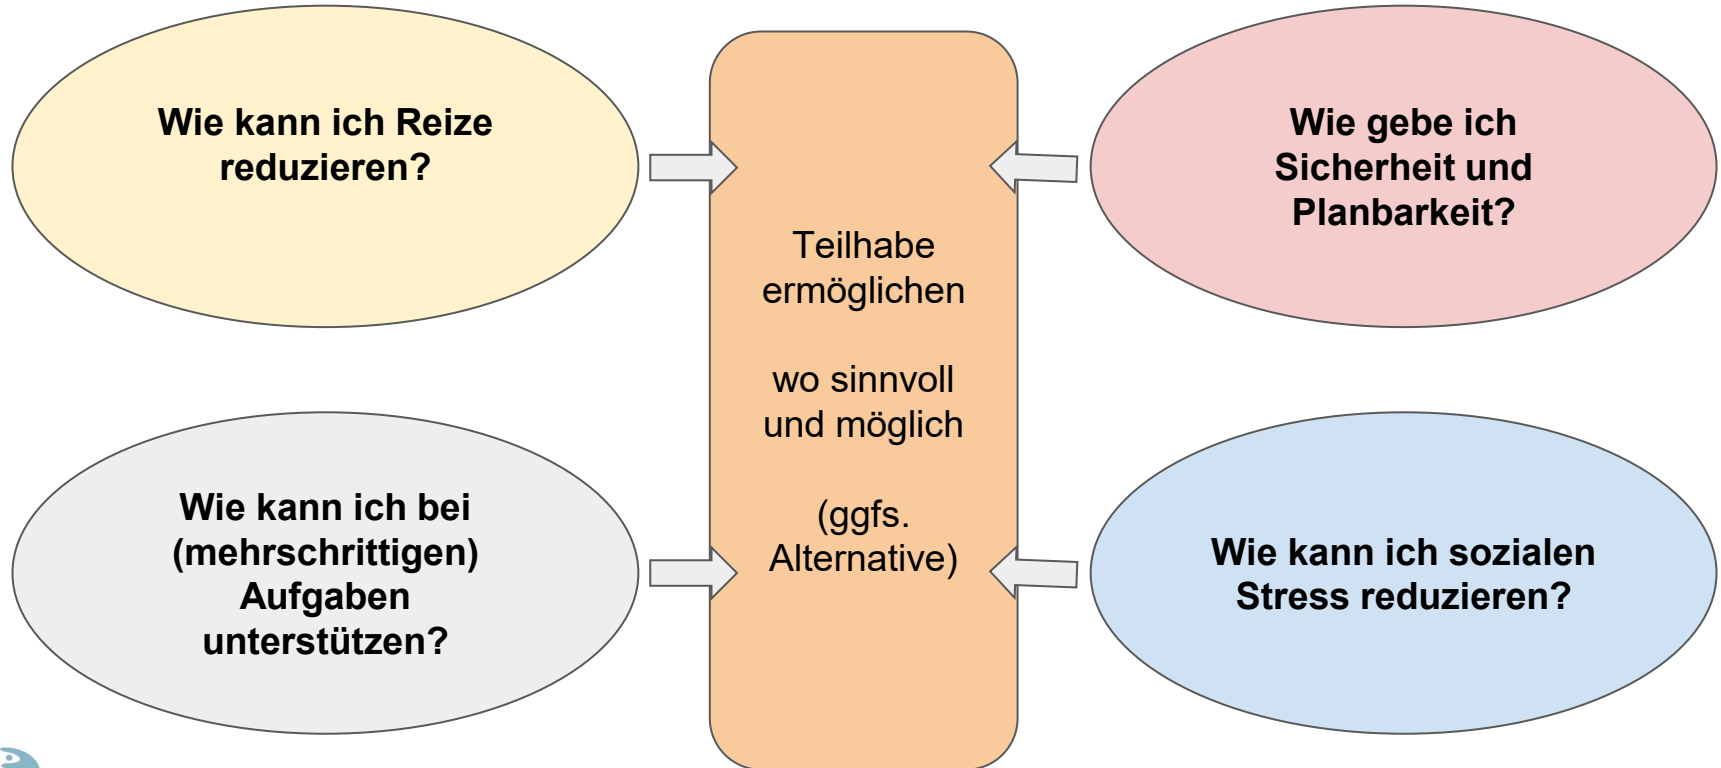 Wie kann ich Reize
reduzieren?
Teilhabe
ermöglichen
wo sinnvoll
und möglich
(ggfs.
Alternative)
Wie gebe ich
Sicherheit und
Planbarkeit?
Wie kann ich bei
(mehrschrittigen)
Aufgaben
unterstützen?
Wie kann ich sozialen
Stress reduzieren?